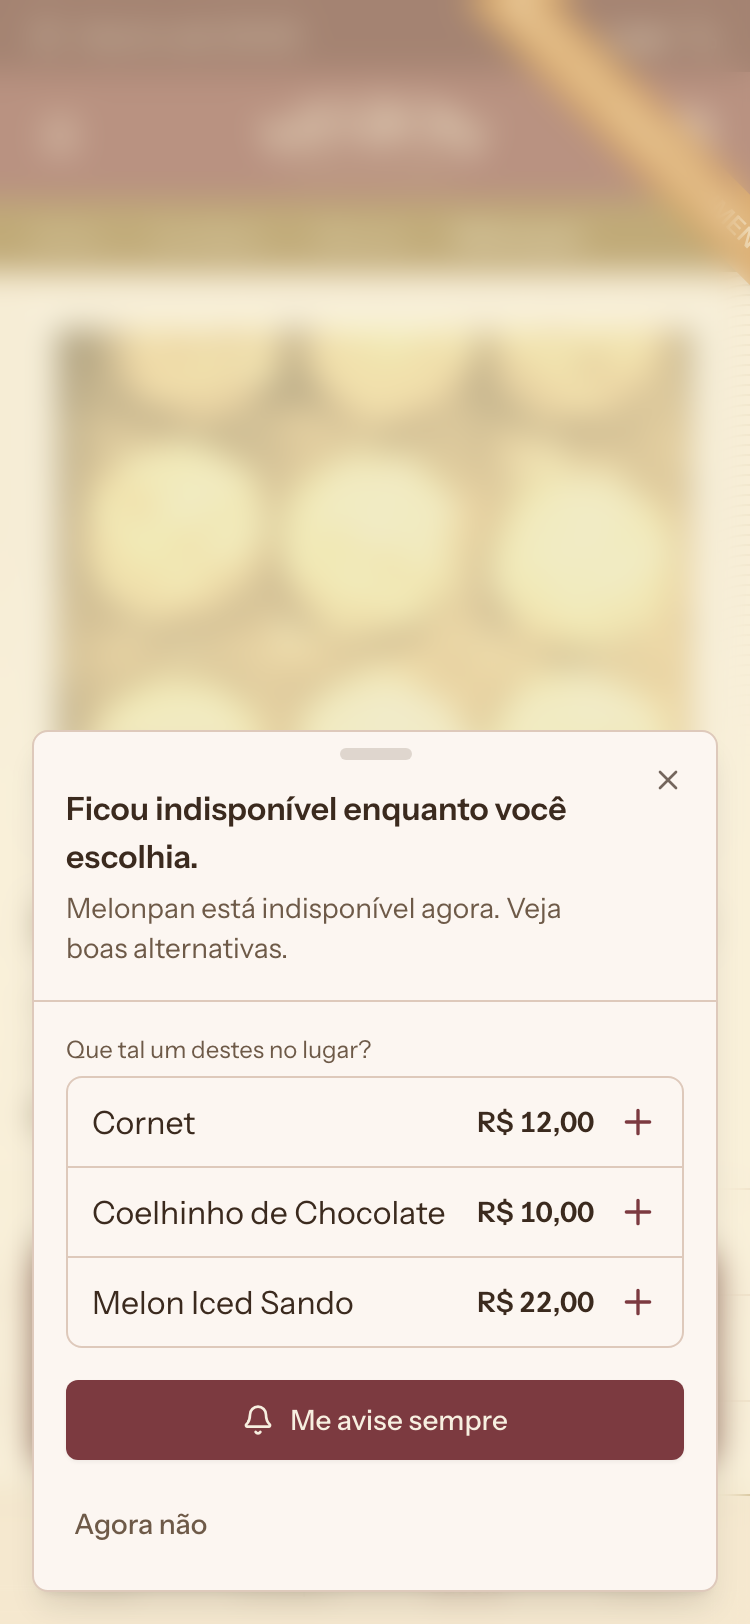 Ficou indisponível enquanto você
escolhia.
Melonpan está indisponível agora. Veja
boas alternativas.
Que tal um destes no lugar?
Cornet R$ 12,00
Coelhinho de Chocolate R$ 10,00
Melon Iced Sando R$ 22,00
Me avise sempre
Agora não